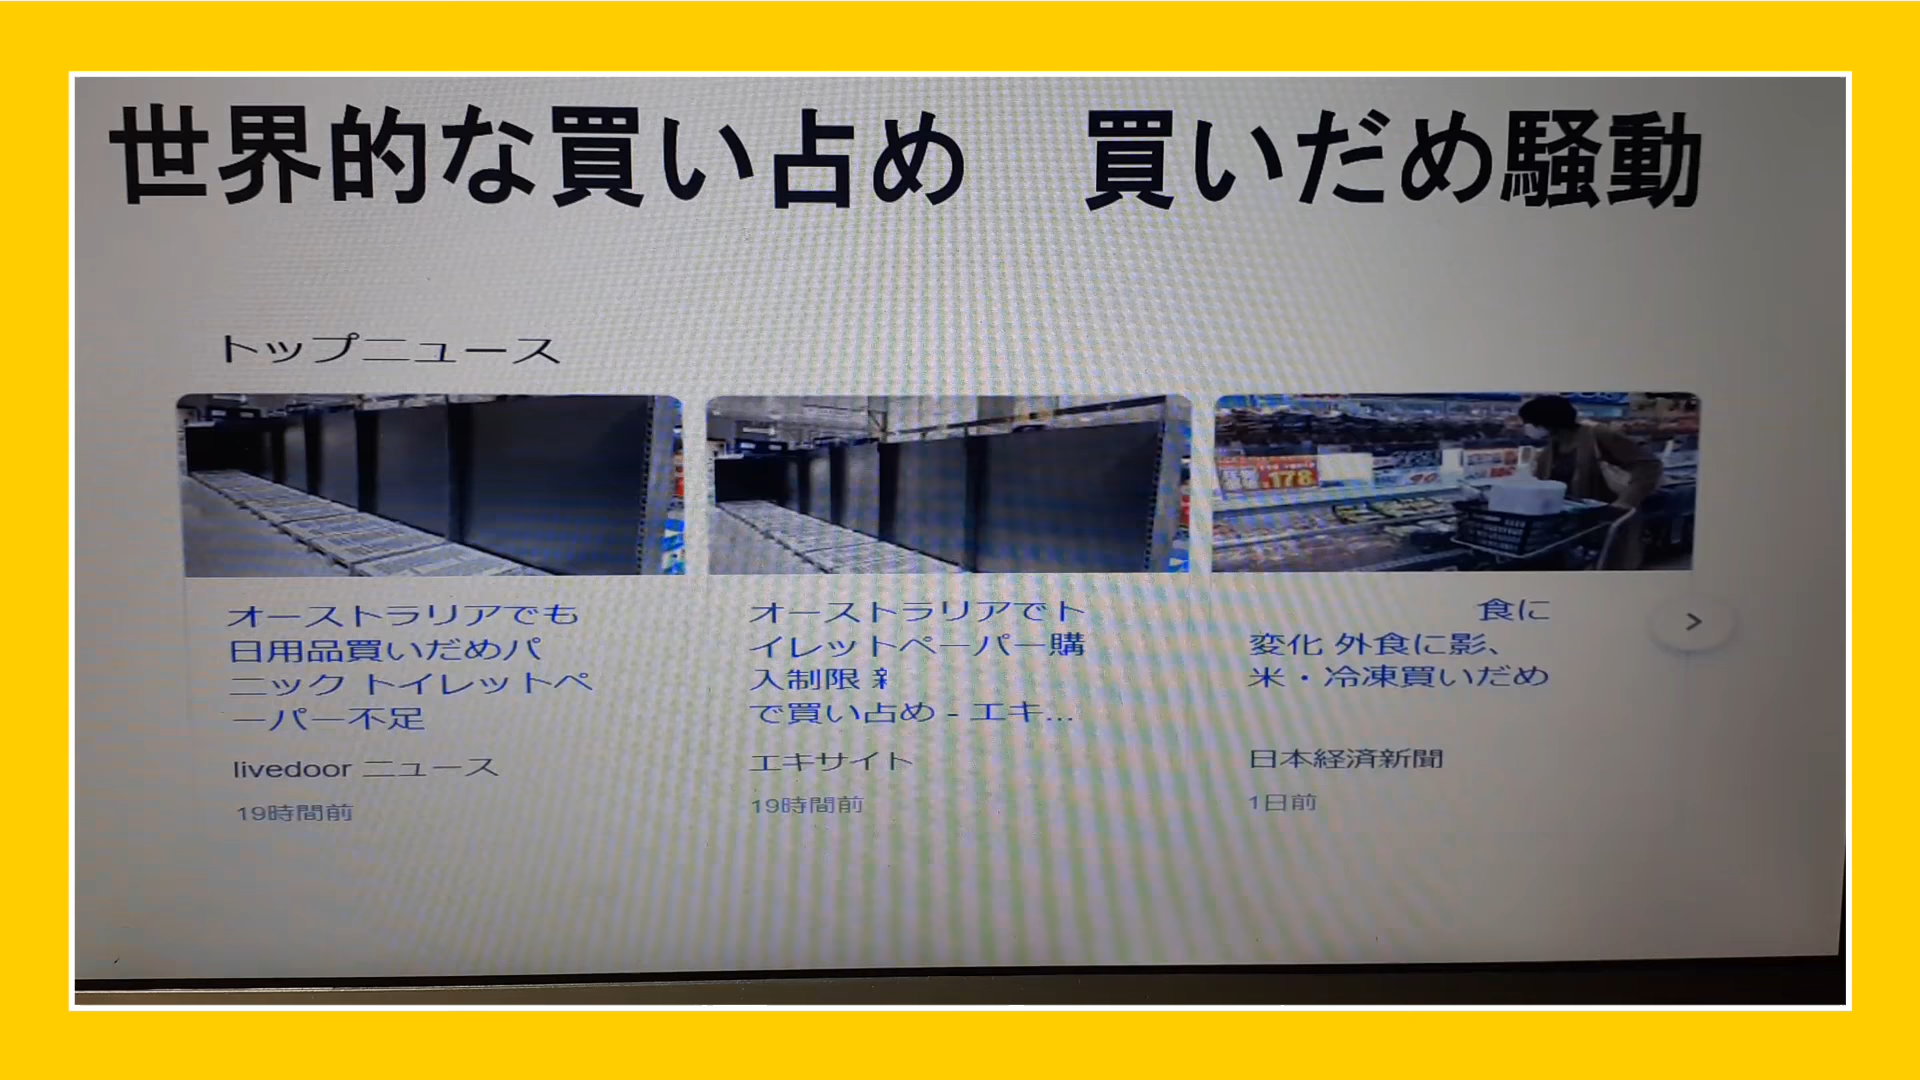 世界的な買い占め　買いだめ騒動
トップニュース
178
オーストラリアでも
日用品買いだめパ
ニック トイレットペ
ーパー不足
livedoor ニュース
19時間前
オーストラリアでト
イレットペーパー購
入制限
で買い占め - エキ...
エキサイト
19時間前
食に
変化 外食に影、
米・冷凍買いだめ
日本経済新聞
1日前